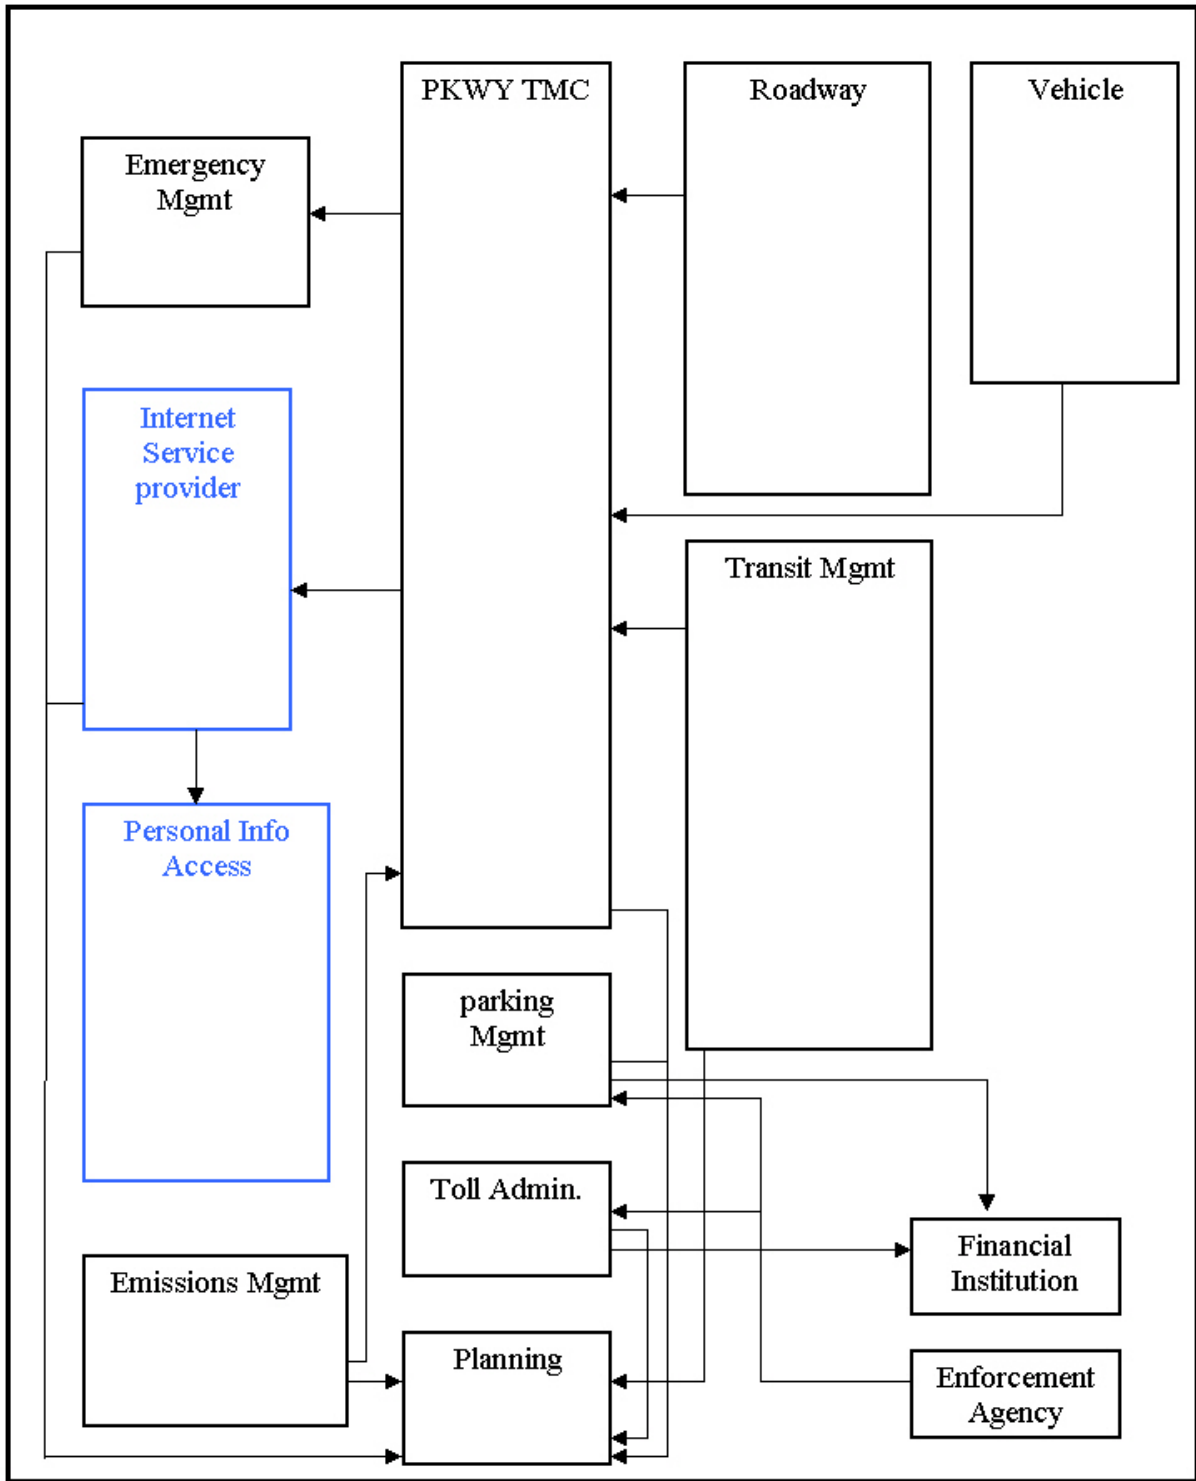 PKWY TMC
Roadway
Vehicle
Emergency
Mgmt
Internet
Service
provider
Transit Mgmt
Personal Info
Access
parking
Mgmt
Toll Admin.
Financial
Institution
Emissions Mgmt
Planning
Enforcement
Agency